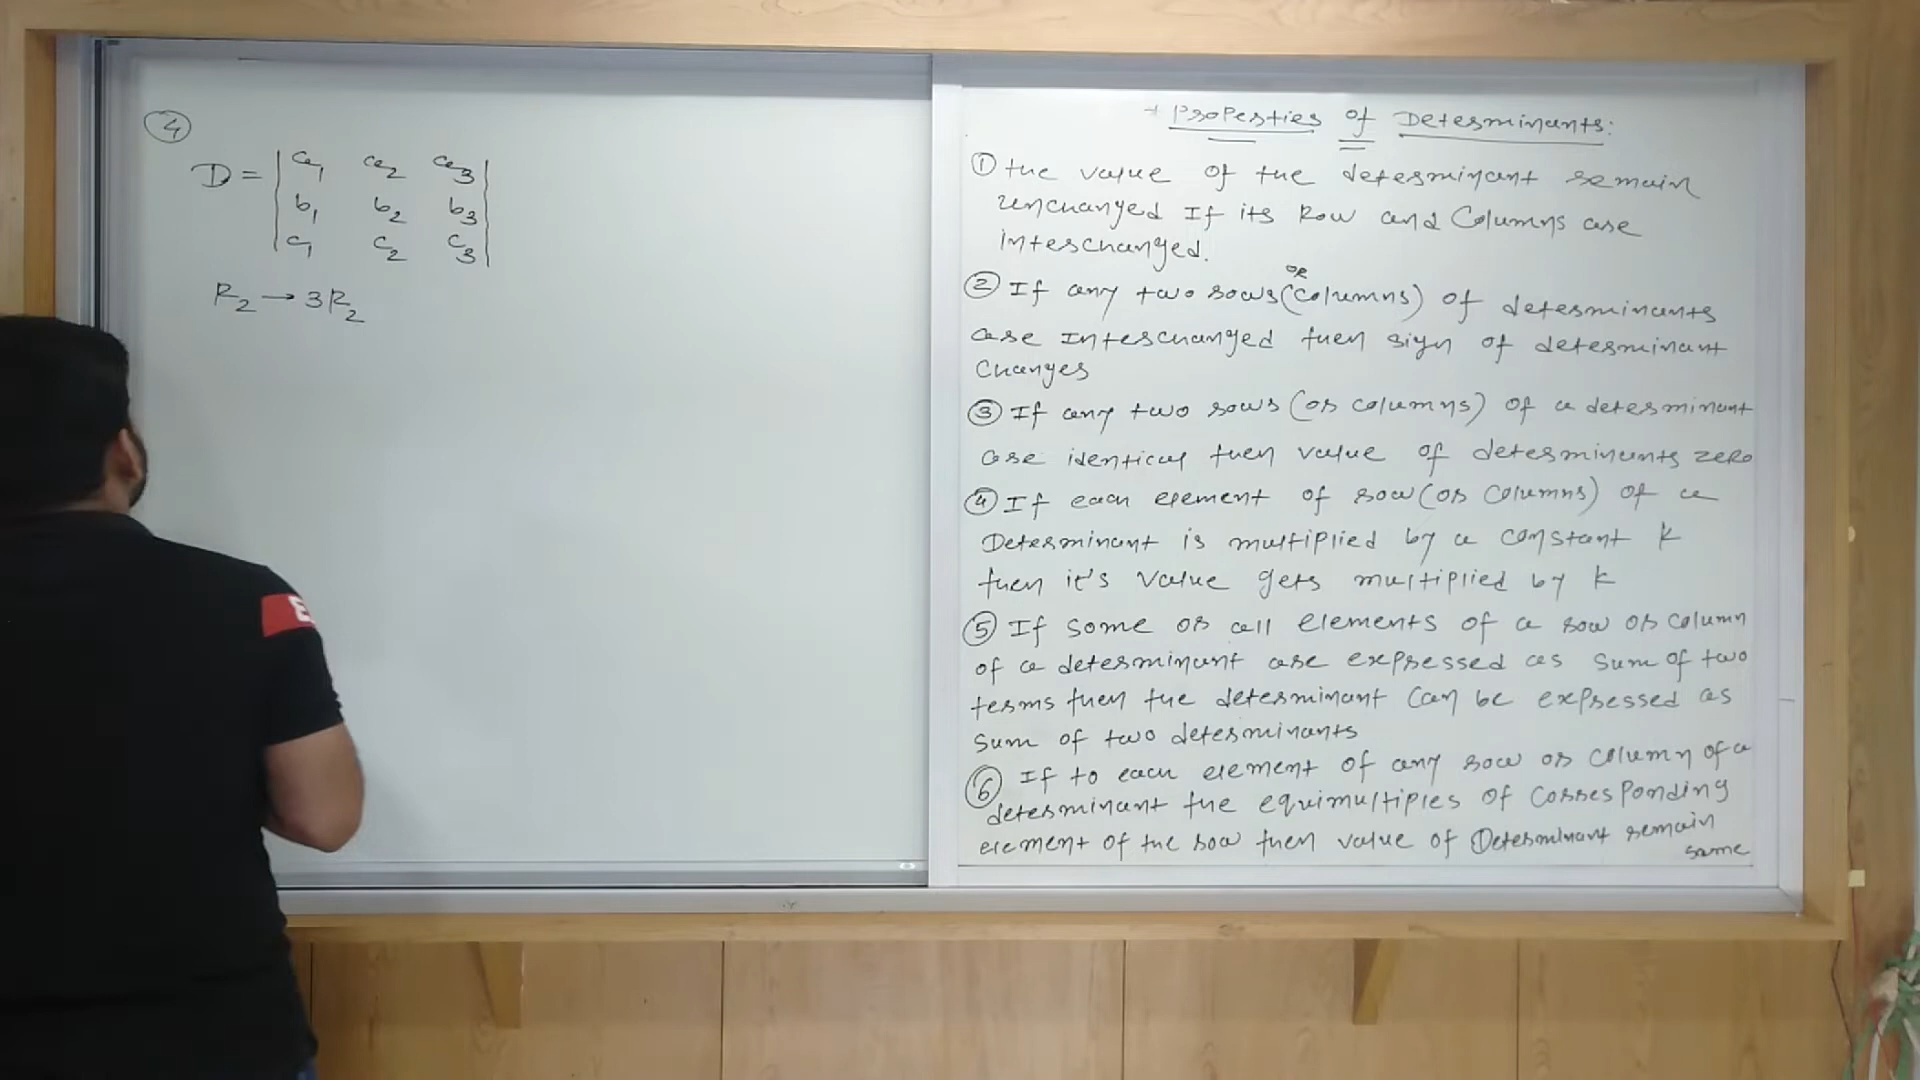 4
D = | a1 a2 a3 |
| b1 b2 b3 |
| c1 c2 c3 |
R2 → 3R2
Properties of Determinants:
① the value of the determinant remain
unchanged If its Row and Columns are
interchanged.
or
② If any two rows (columns) of determinants
are Interchanged then sign of determinant
Changes
③ If any two rows (or columns) of a determinant
are identical then value of determinants zero
④ If each element of row (or columns) of a
Determinant is multiplied by a constant k
then it's value gets multiplied by k
⑤ If some or all elements of a row or column
of a determinant are expressed as sum of two
terms then the determinant can be expressed as
sum of two determinants
⑥ If to each element of any row or column of a
determinant the equimultiples of corresponding
element of the row then value of Determinant remain
same